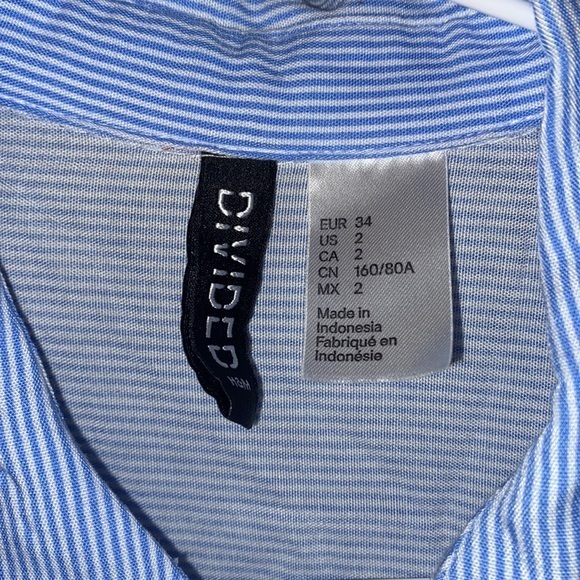 DIVIDED
H&M
EUR 34
US 2
CA 2
CN 160/80A
MX 2
Made in
Indonesia
Fabriqué en
Indonésie